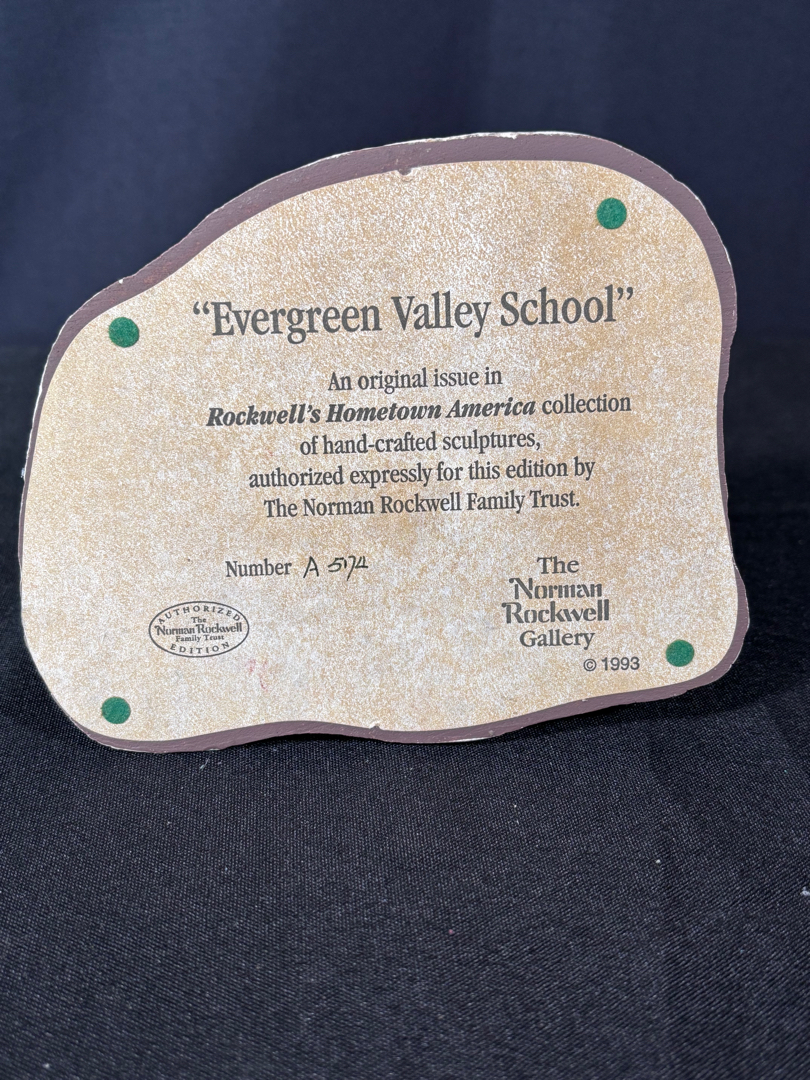 “Evergreen Valley School”
An original issue in
Rockwell’s Hometown America collection
of hand-crafted sculptures,
authorized expressly for this edition by
The Norman Rockwell Family Trust.
Number A 5174
AUTHORIZED
The
Norman Rockwell
Family Trust
EDITION
The
Norman
Rockwell
Gallery
© 1993